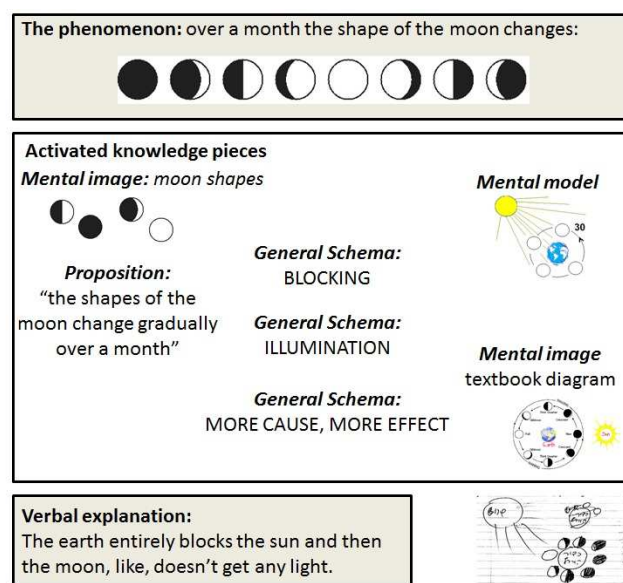 The phenomenon: over a month the shape of the moon changes:
Activated knowledge pieces
Mental image: moon shapes
Proposition:
“the shapes of the
moon change gradually
over a month”
General Schema:
BLOCKING
General Schema:
ILLUMINATION
General Schema:
MORE CAUSE, MORE EFFECT
Mental model
30
Mental image
textbook diagram
Verbal explanation:
The earth entirely blocks the sun and then
the moon, like, doesn’t get any light.